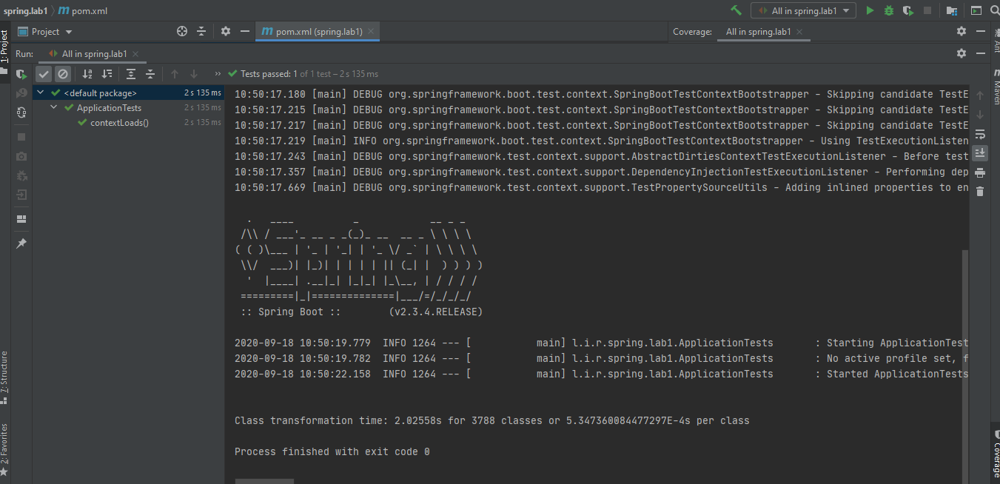 spring.lab1 pom.xml All in spring.lab1
Project pom.xml (spring.lab1) Coverage: All in spring.lab1
Run: All in spring.lab1
Tests passed: 1 of 1 test – 2 s 135 ms
<default package> 2 s 135 ms
ApplicationTests 2 s 135 ms
contextLoads() 2 s 135 ms
10:50:17.180 [main] DEBUG org.springframework.boot.test.context.SpringBootTestContextBootstrapper - Skipping candidate TestE
10:50:17.215 [main] DEBUG org.springframework.boot.test.context.SpringBootTestContextBootstrapper - Skipping candidate TestE
10:50:17.217 [main] DEBUG org.springframework.boot.test.context.SpringBootTestContextBootstrapper - Skipping candidate TestE
10:50:17.219 [main] INFO org.springframework.boot.test.context.SpringBootTestContextBootstrapper - Using TestExecutionListen
10:50:17.243 [main] DEBUG org.springframework.test.context.support.AbstractDirtiesContextTestExecutionListener - Before test
10:50:17.357 [main] DEBUG org.springframework.test.context.support.DependencyInjectionTestExecutionListener - Performing dep
10:50:17.669 [main] DEBUG org.springframework.test.context.support.TestPropertySourceUtils - Adding inlined properties to en
  .   ____          _            __ _ _
 /\\ / ___'_ __ _ _(_)_ __  __ _ \ \ \ \
( ( )\___ | '_ | '_| | '_ \/ _` | \ \ \ \
 \\/  ___)| |_)| | | | | || (_| |  ) ) ) )
  '  |____| .__|_| |_|_| |_\__, | / / / /
 =========|_|==============|___/=/_/_/_/
 :: Spring Boot ::        (v2.3.4.RELEASE)
2020-09-18 10:50:19.779  INFO 1264 --- [           main] l.i.r.spring.lab1.ApplicationTests       : Starting ApplicationTest
2020-09-18 10:50:19.782  INFO 1264 --- [           main] l.i.r.spring.lab1.ApplicationTests       : No active profile set, f
2020-09-18 10:50:22.158  INFO 1264 --- [           main] l.i.r.spring.lab1.ApplicationTests       : Started ApplicationTests
Class transformation time: 2.02558s for 3788 classes or 5.347360084477297E-4s per class
Process finished with exit code 0
1: Project
7: Structure
2: Favorites
Ant
Maven
Coverage